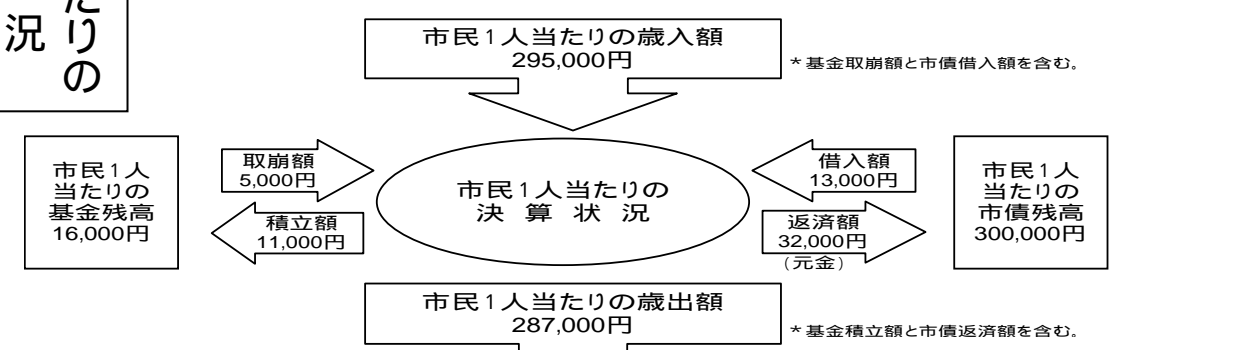 たりの
況
市民1人当たりの歳入額
295,000円
*基金取崩額と市債借入額を含む。
市民1人
当たりの
基金残高
16,000円
取崩額
5,000円
積立額
11,000円
市民1人当たりの
決算状況
借入額
13,000円
返済額
32,000円
(元金)
市民1人
当たりの
市債残高
300,000円
市民1人当たりの歳出額
287,000円
*基金積立額と市債返済額を含む。